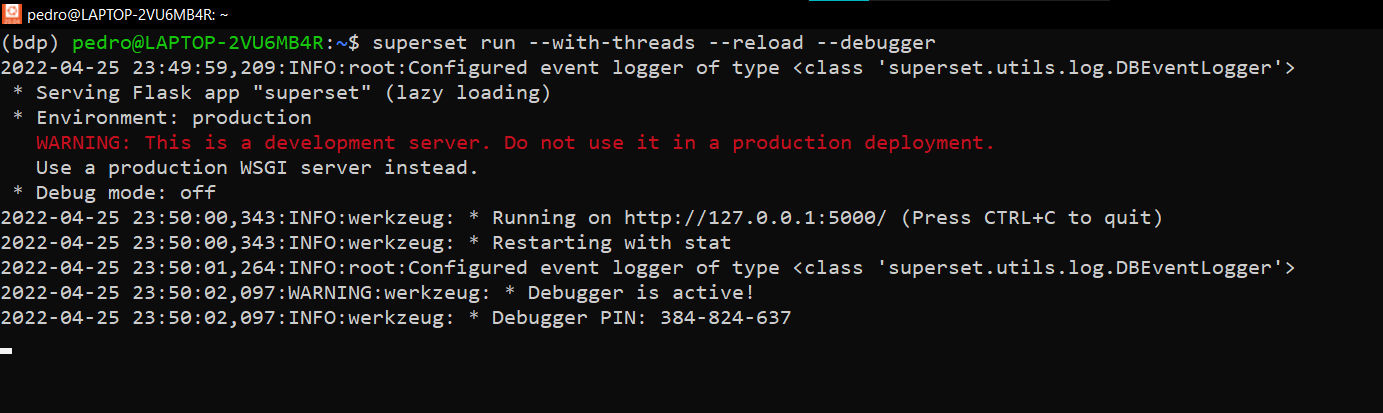 pedro@LAPTOP-2VU6MB4R: ~
(bdp) pedro@LAPTOP-2VU6MB4R:~$ superset run --with-threads --reload --debugger
2022-04-25 23:49:59,209:INFO:root:Configured event logger of type <class 'superset.utils.log.DBEventLogger'>
 * Serving Flask app "superset" (lazy loading)
 * Environment: production
   WARNING: This is a development server. Do not use it in a production deployment.
   Use a production WSGI server instead.
 * Debug mode: off
2022-04-25 23:50:00,343:INFO:werkzeug: * Running on http://127.0.0.1:5000/ (Press CTRL+C to quit)
2022-04-25 23:50:00,343:INFO:werkzeug: * Restarting with stat
2022-04-25 23:50:01,264:INFO:root:Configured event logger of type <class 'superset.utils.log.DBEventLogger'>
2022-04-25 23:50:02,097:WARNING:werkzeug: * Debugger is active!
2022-04-25 23:50:02,097:INFO:werkzeug: * Debugger PIN: 384-824-637